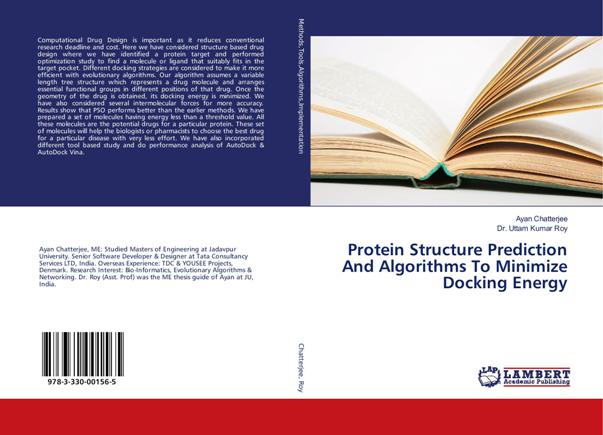 Computational Drug Design is important as it reduces conventional
research deadline and cost. Here we have considered structure based drug
design where we have identified a protein target and performed
optimization study to find a molecule or ligand that suitably fits in the
target pocket. Different docking strategies are considered to make it more
efficient with evolutionary algorithms. Our algorithm assumes a variable
length tree structure which represents a drug molecule and arranges
essential functional groups in different positions of that drug. Once the
geometry of the drug is obtained, its docking energy is minimized. We
have also considered several intermolecular forces for more accuracy.
Results show that PSO performs better than the earlier methods. We have
prepared a set of molecules having energy less than a threshold value. All
these molecules are the potential drugs for a particular protein. These set
of molecules will help the biologists or pharmacists to choose the best drug
for a particular disease with very less effort. We have also incorporated
different tool based study and do performance analysis of AutoDock &
AutoDock Vina.
Ayan Chatterjee, ME: Studied Masters of Engineering at Jadavpur
University. Senior Software Developer & Designer at Tata Consultancy
Services LTD, India. Overseas Experience: TDC & YOUSEE Projects,
Denmark. Research Interest: Bio-Informatics, Evolutionary Algorithms &
Networking. Dr. Roy (Asst. Prof) was the ME thesis guide of Ayan at JU,
India.
978-3-330-00156-5
Methods,Tools,Algorithms,Implementation
Chatterjee, Roy
Ayan Chatterjee
Dr. Uttam Kumar Roy
Protein Structure Prediction
And Algorithms To Minimize
Docking Energy
LAP LAMBERT
Academic Publishing